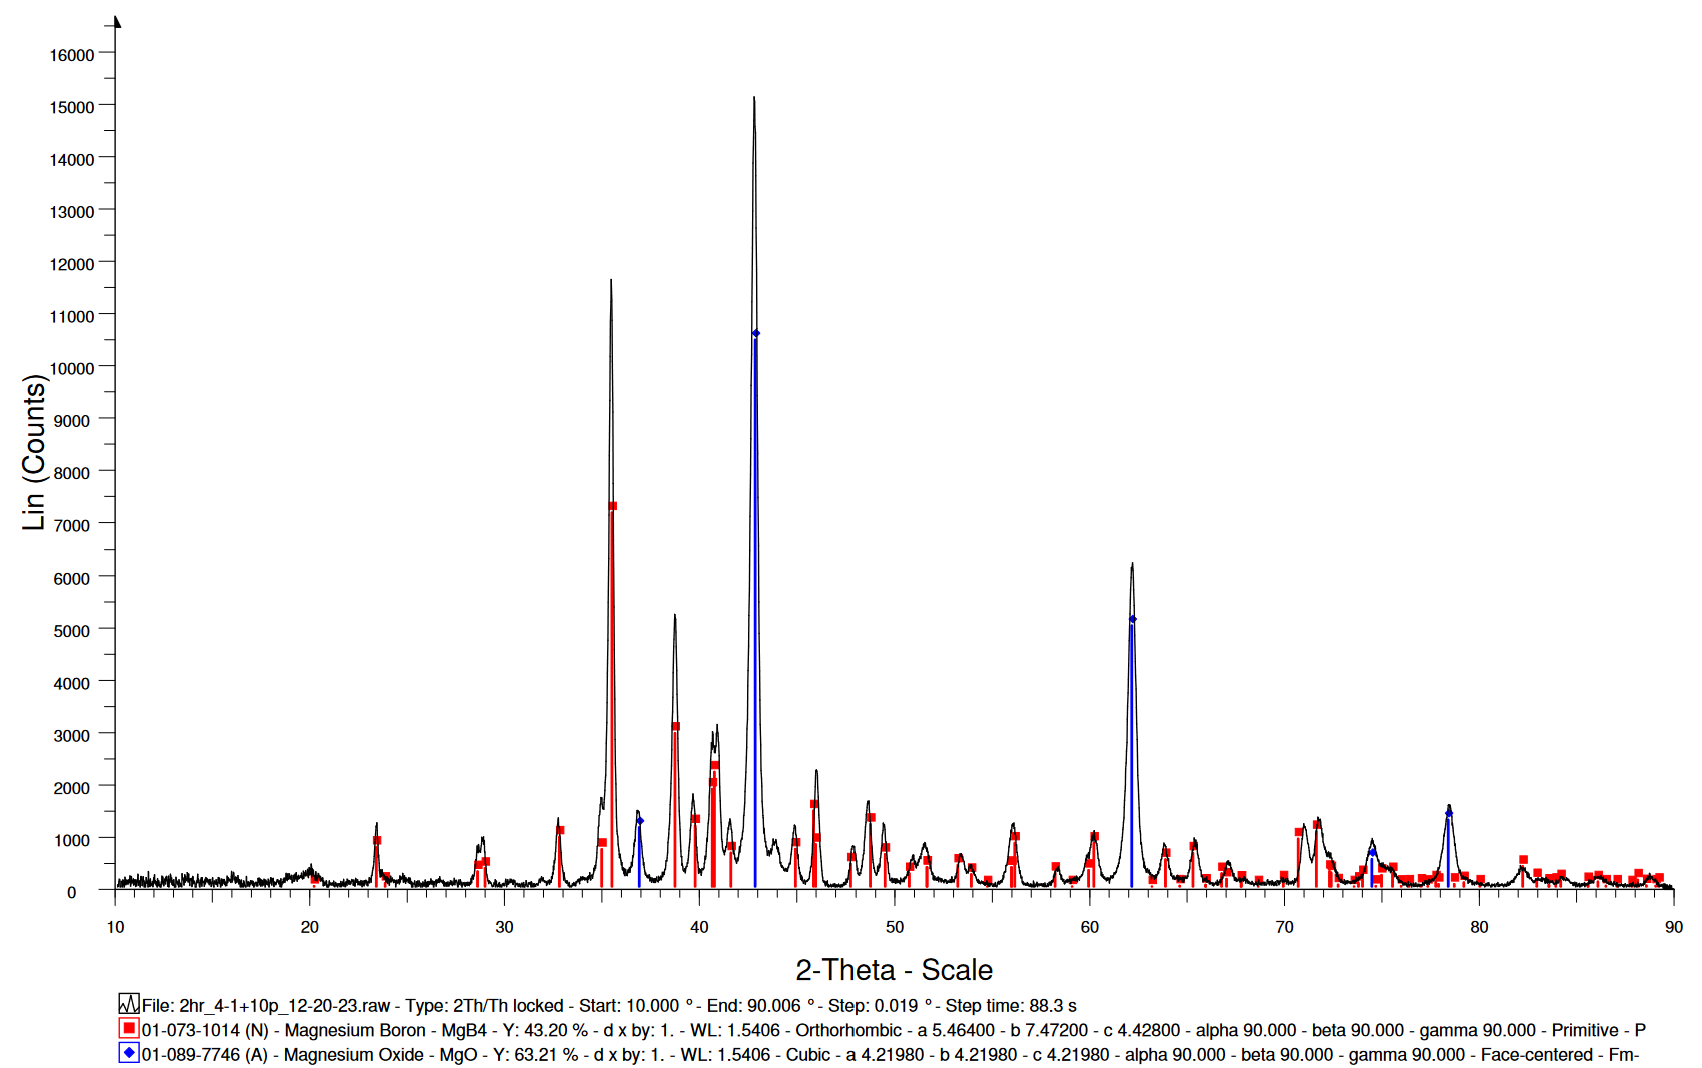 Lin (Counts)
16000
15000
14000
13000
12000
11000
10000
9000
8000
7000
6000
5000
4000
3000
2000
1000
0
10 20 30 40 50 60 70 80 90
2-Theta - Scale
File: 2hr_4-1+10p_12-20-23.raw - Type: 2Th/Th locked - Start: 10.000 ° - End: 90.006 ° - Step: 0.019 ° - Step time: 88.3 s
01-073-1014 (N) - Magnesium Boron - MgB4 - Y: 43.20 % - d x by: 1. - WL: 1.5406 - Orthorhombic - a 5.46400 - b 7.47200 - c 4.42800 - alpha 90.000 - beta 90.000 - gamma 90.000 - Primitive - P
01-089-7746 (A) - Magnesium Oxide - MgO - Y: 63.21 % - d x by: 1. - WL: 1.5406 - Cubic - a 4.21980 - b 4.21980 - c 4.21980 - alpha 90.000 - beta 90.000 - gamma 90.000 - Face-centered - Fm-